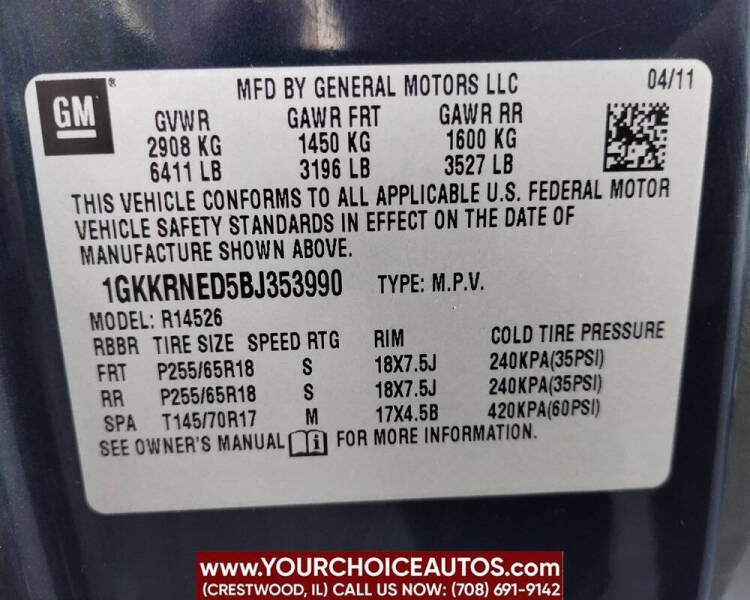 GM ®
MFD BY GENERAL MOTORS LLC 04/11
GVWR GAWR FRT GAWR RR
2908 KG 1450 KG 1600 KG
6411 LB 3196 LB 3527 LB
THIS VEHICLE CONFORMS TO ALL APPLICABLE U.S. FEDERAL MOTOR
VEHICLE SAFETY STANDARDS IN EFFECT ON THE DATE OF
MANUFACTURE SHOWN ABOVE.
1GKKRNED5BJ353990 TYPE: M.P.V.
MODEL: R14526
RBBR TIRE SIZE SPEED RTG RIM COLD TIRE PRESSURE
FRT P255/65R18 S 18X7.5J 240KPA(35PSI)
RR P255/65R18 S 18X7.5J 240KPA(35PSI)
SPA T145/70R17 M 17X4.5B 420KPA(60PSI)
SEE OWNER'S MANUAL i FOR MORE INFORMATION.
www.YOURCHOICEAUTOS.com
(CRESTWOOD, IL) CALL US NOW: (708) 691-9142